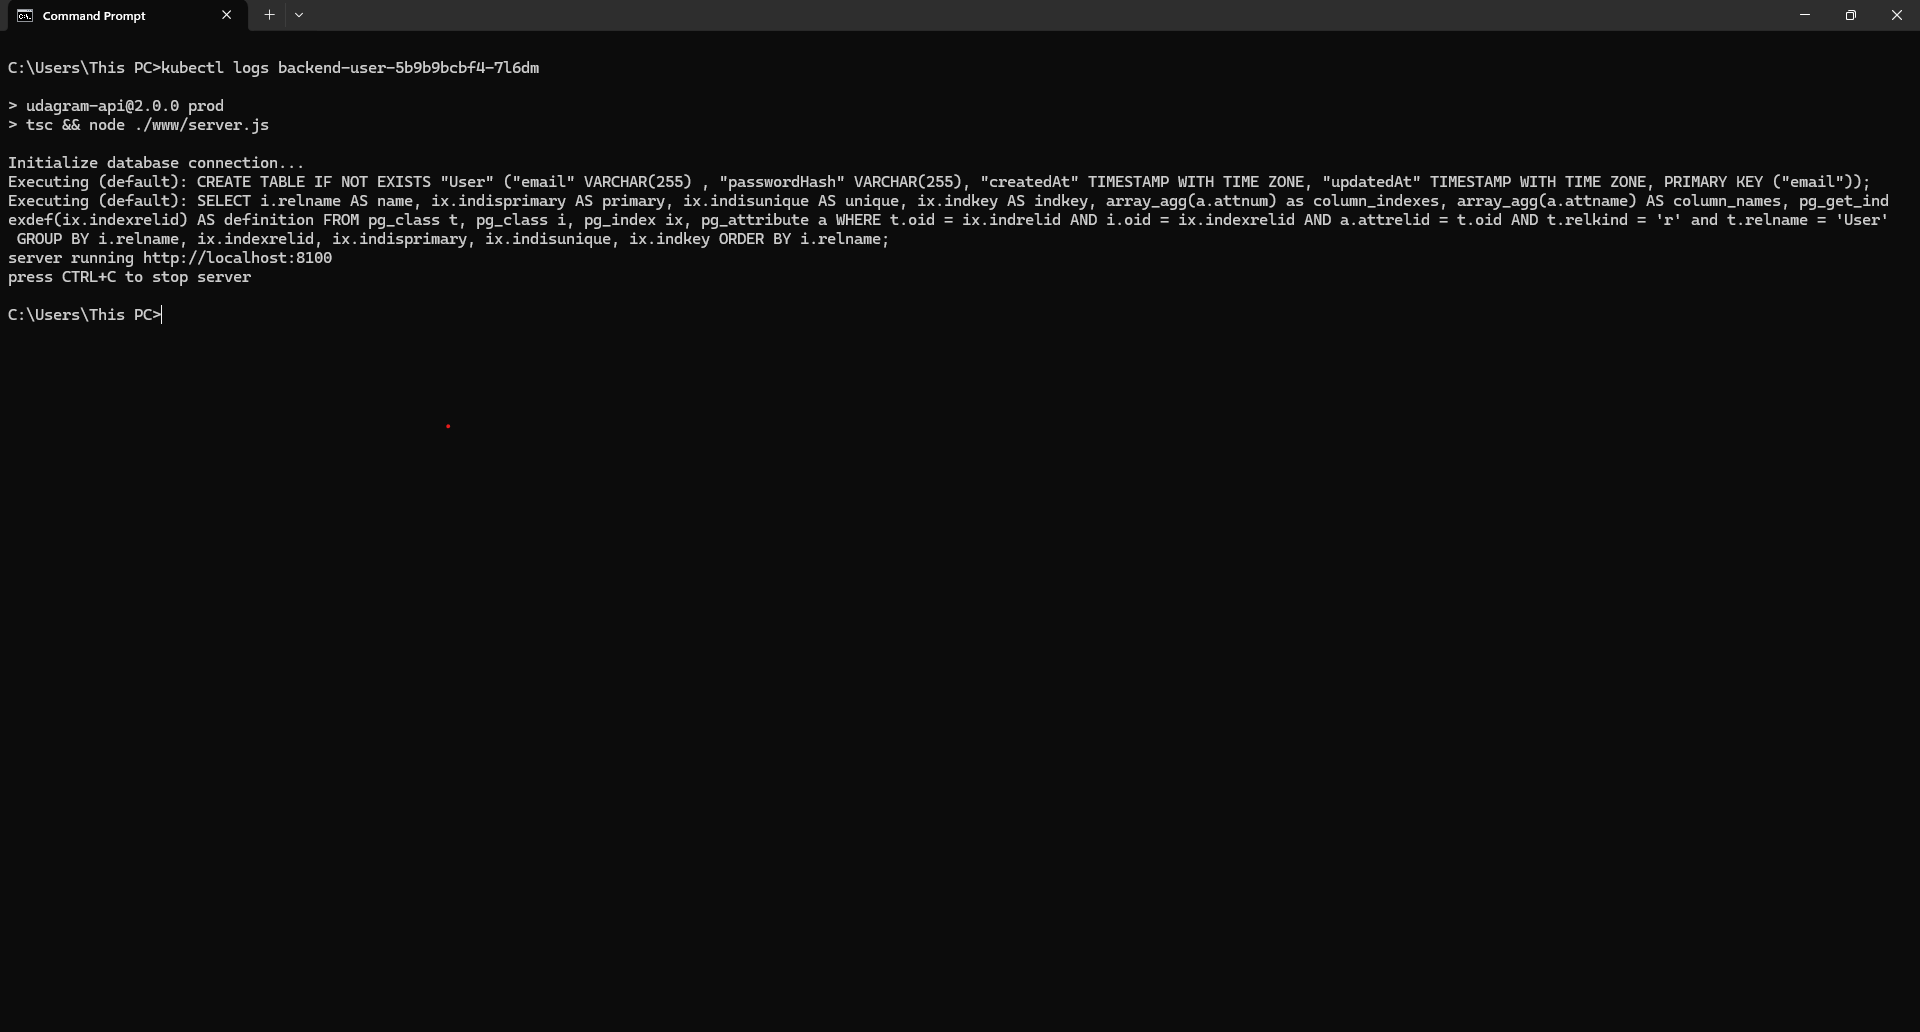 Command Prompt
C:\Users\This PC>kubectl logs backend-user-5b9b9bcbf4-7l6dm
> udagram-api@2.0.0 prod
> tsc && node ./www/server.js
Initialize database connection...
Executing (default): CREATE TABLE IF NOT EXISTS "User" ("email" VARCHAR(255) , "passwordHash" VARCHAR(255), "createdAt" TIMESTAMP WITH TIME ZONE, "updatedAt" TIMESTAMP WITH TIME ZONE, PRIMARY KEY ("email"));
Executing (default): SELECT i.relname AS name, ix.indisprimary AS primary, ix.indisunique AS unique, ix.indkey AS indkey, array_agg(a.attnum) as column_indexes, array_agg(a.attname) AS column_names, pg_get_ind
exdef(ix.indexrelid) AS definition FROM pg_class t, pg_class i, pg_index ix, pg_attribute a WHERE t.oid = ix.indrelid AND i.oid = ix.indexrelid AND a.attrelid = t.oid AND t.relkind = 'r' and t.relname = 'User'
 GROUP BY i.relname, ix.indexrelid, ix.indisprimary, ix.indisunique, ix.indkey ORDER BY i.relname;
server running http://localhost:8100
press CTRL+C to stop server
C:\Users\This PC>